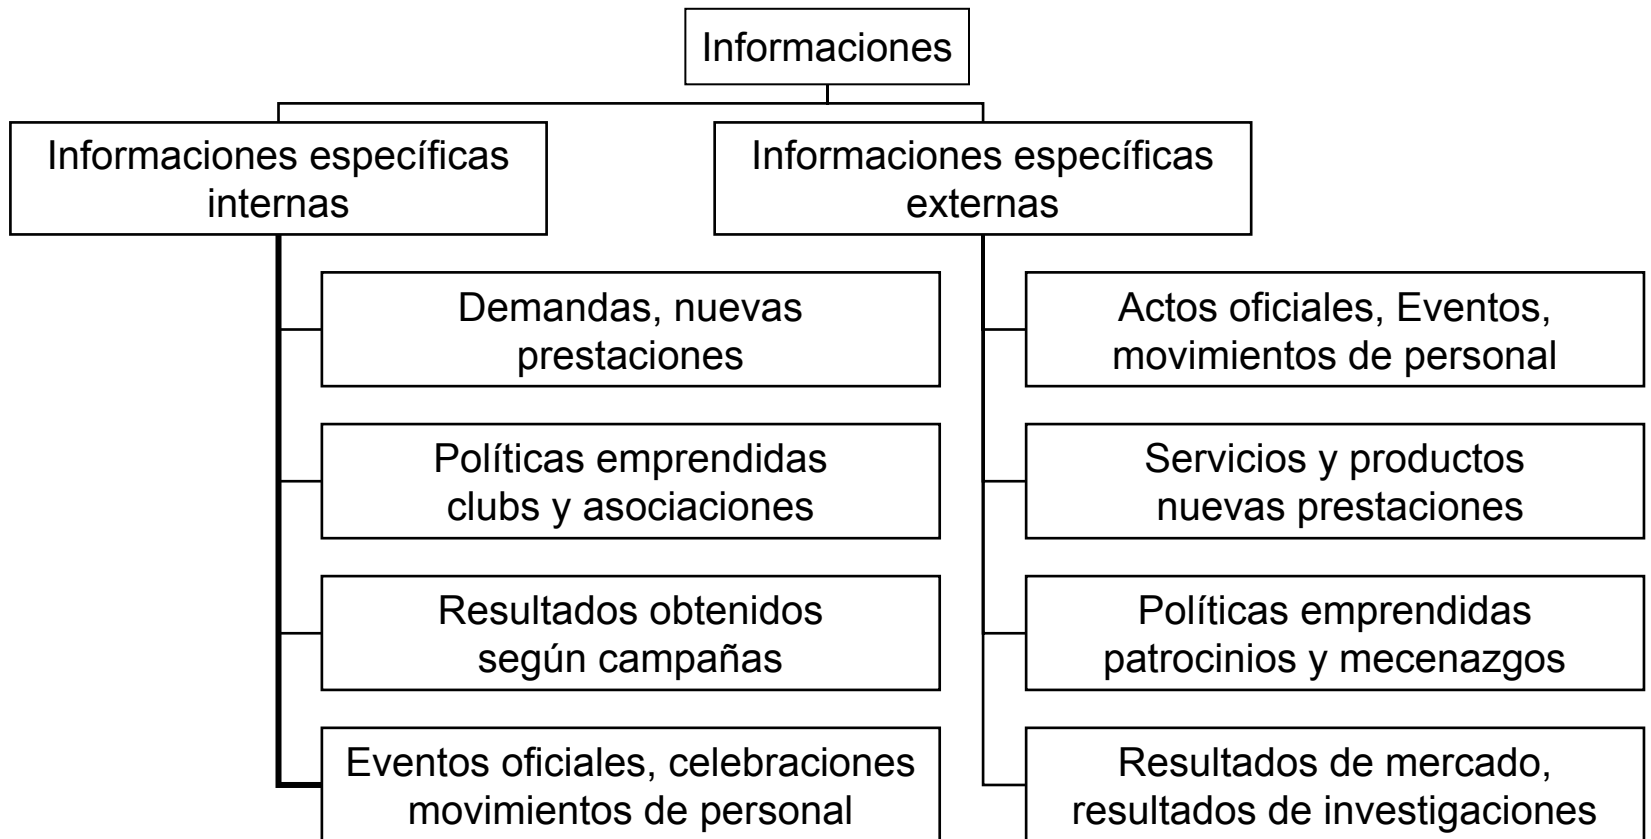 Informaciones
Informaciones específicas
internas
Informaciones específicas
externas
Demandas, nuevas
prestaciones
Políticas emprendidas
clubs y asociaciones
Resultados obtenidos
según campañas
Eventos oficiales, celebraciones
movimientos de personal
Actos oficiales, Eventos,
movimientos de personal
Servicios y productos
nuevas prestaciones
Políticas emprendidas
patrocinios y mecenazgos
Resultados de mercado,
resultados de investigaciones